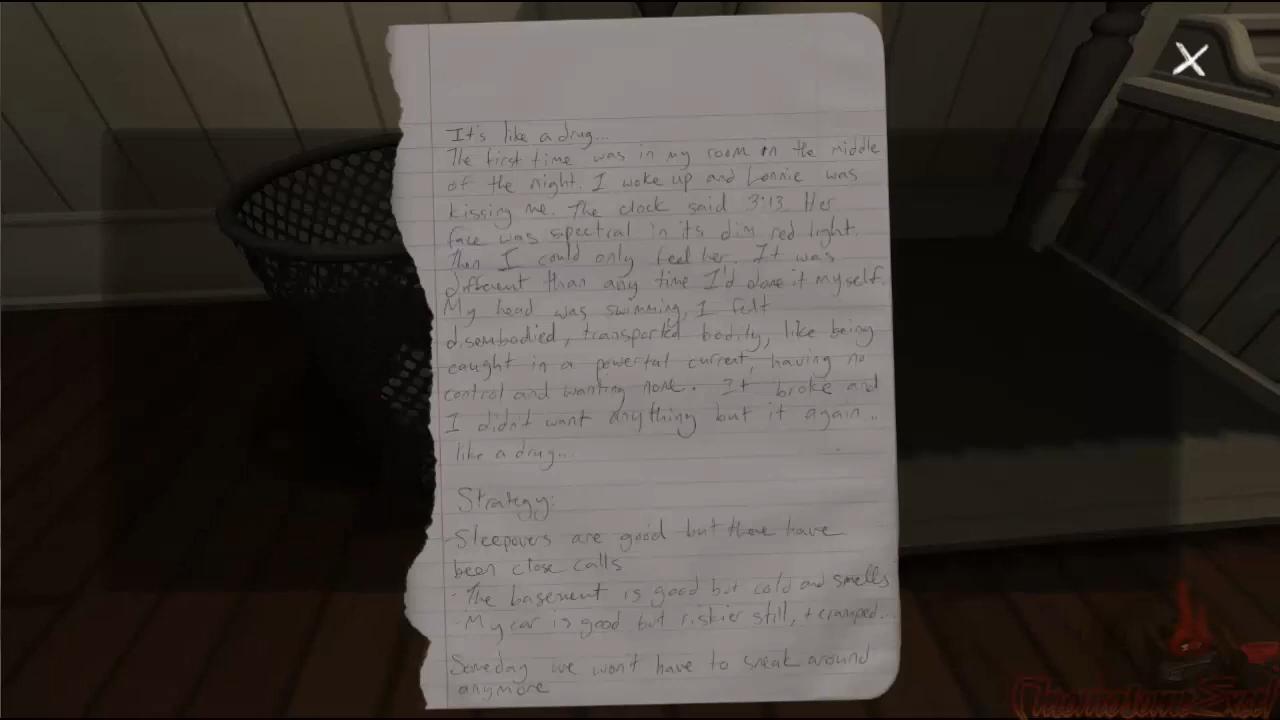 It's like a drug...
The first time was in my room in the middle
of the night. I woke up and Lonnie was
kissing me. The clock said 3:13. Her
face was spectral in its dim red light.
Then I could only feel her. It was
different than any time I'd done it myself.
My head was swimming, I felt
disembodied, transported bodily, like being
caught in a powerful current, having no
control and wanting none. It broke and
I didn't want anything but it again..
like a drug...
Strategy:
-Sleepovers are good but there have
been close calls
-The basement is good but cold and smells
-My car is good but riskier still, + cramped..
Someday we won't have to sneak around
anymore